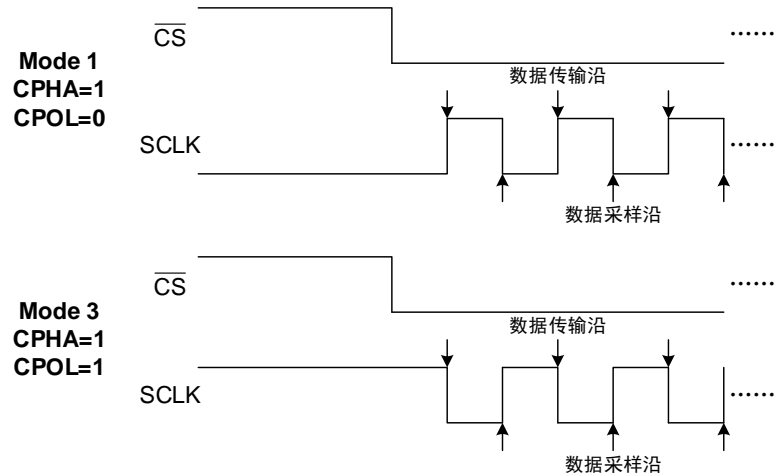 CS
Mode 1
CPHA=1
CPOL=0
数据传输沿
SCLK
数据采样沿
......
......
CS
Mode 3
CPHA=1
CPOL=1
数据传输沿
SCLK
数据采样沿
......
......